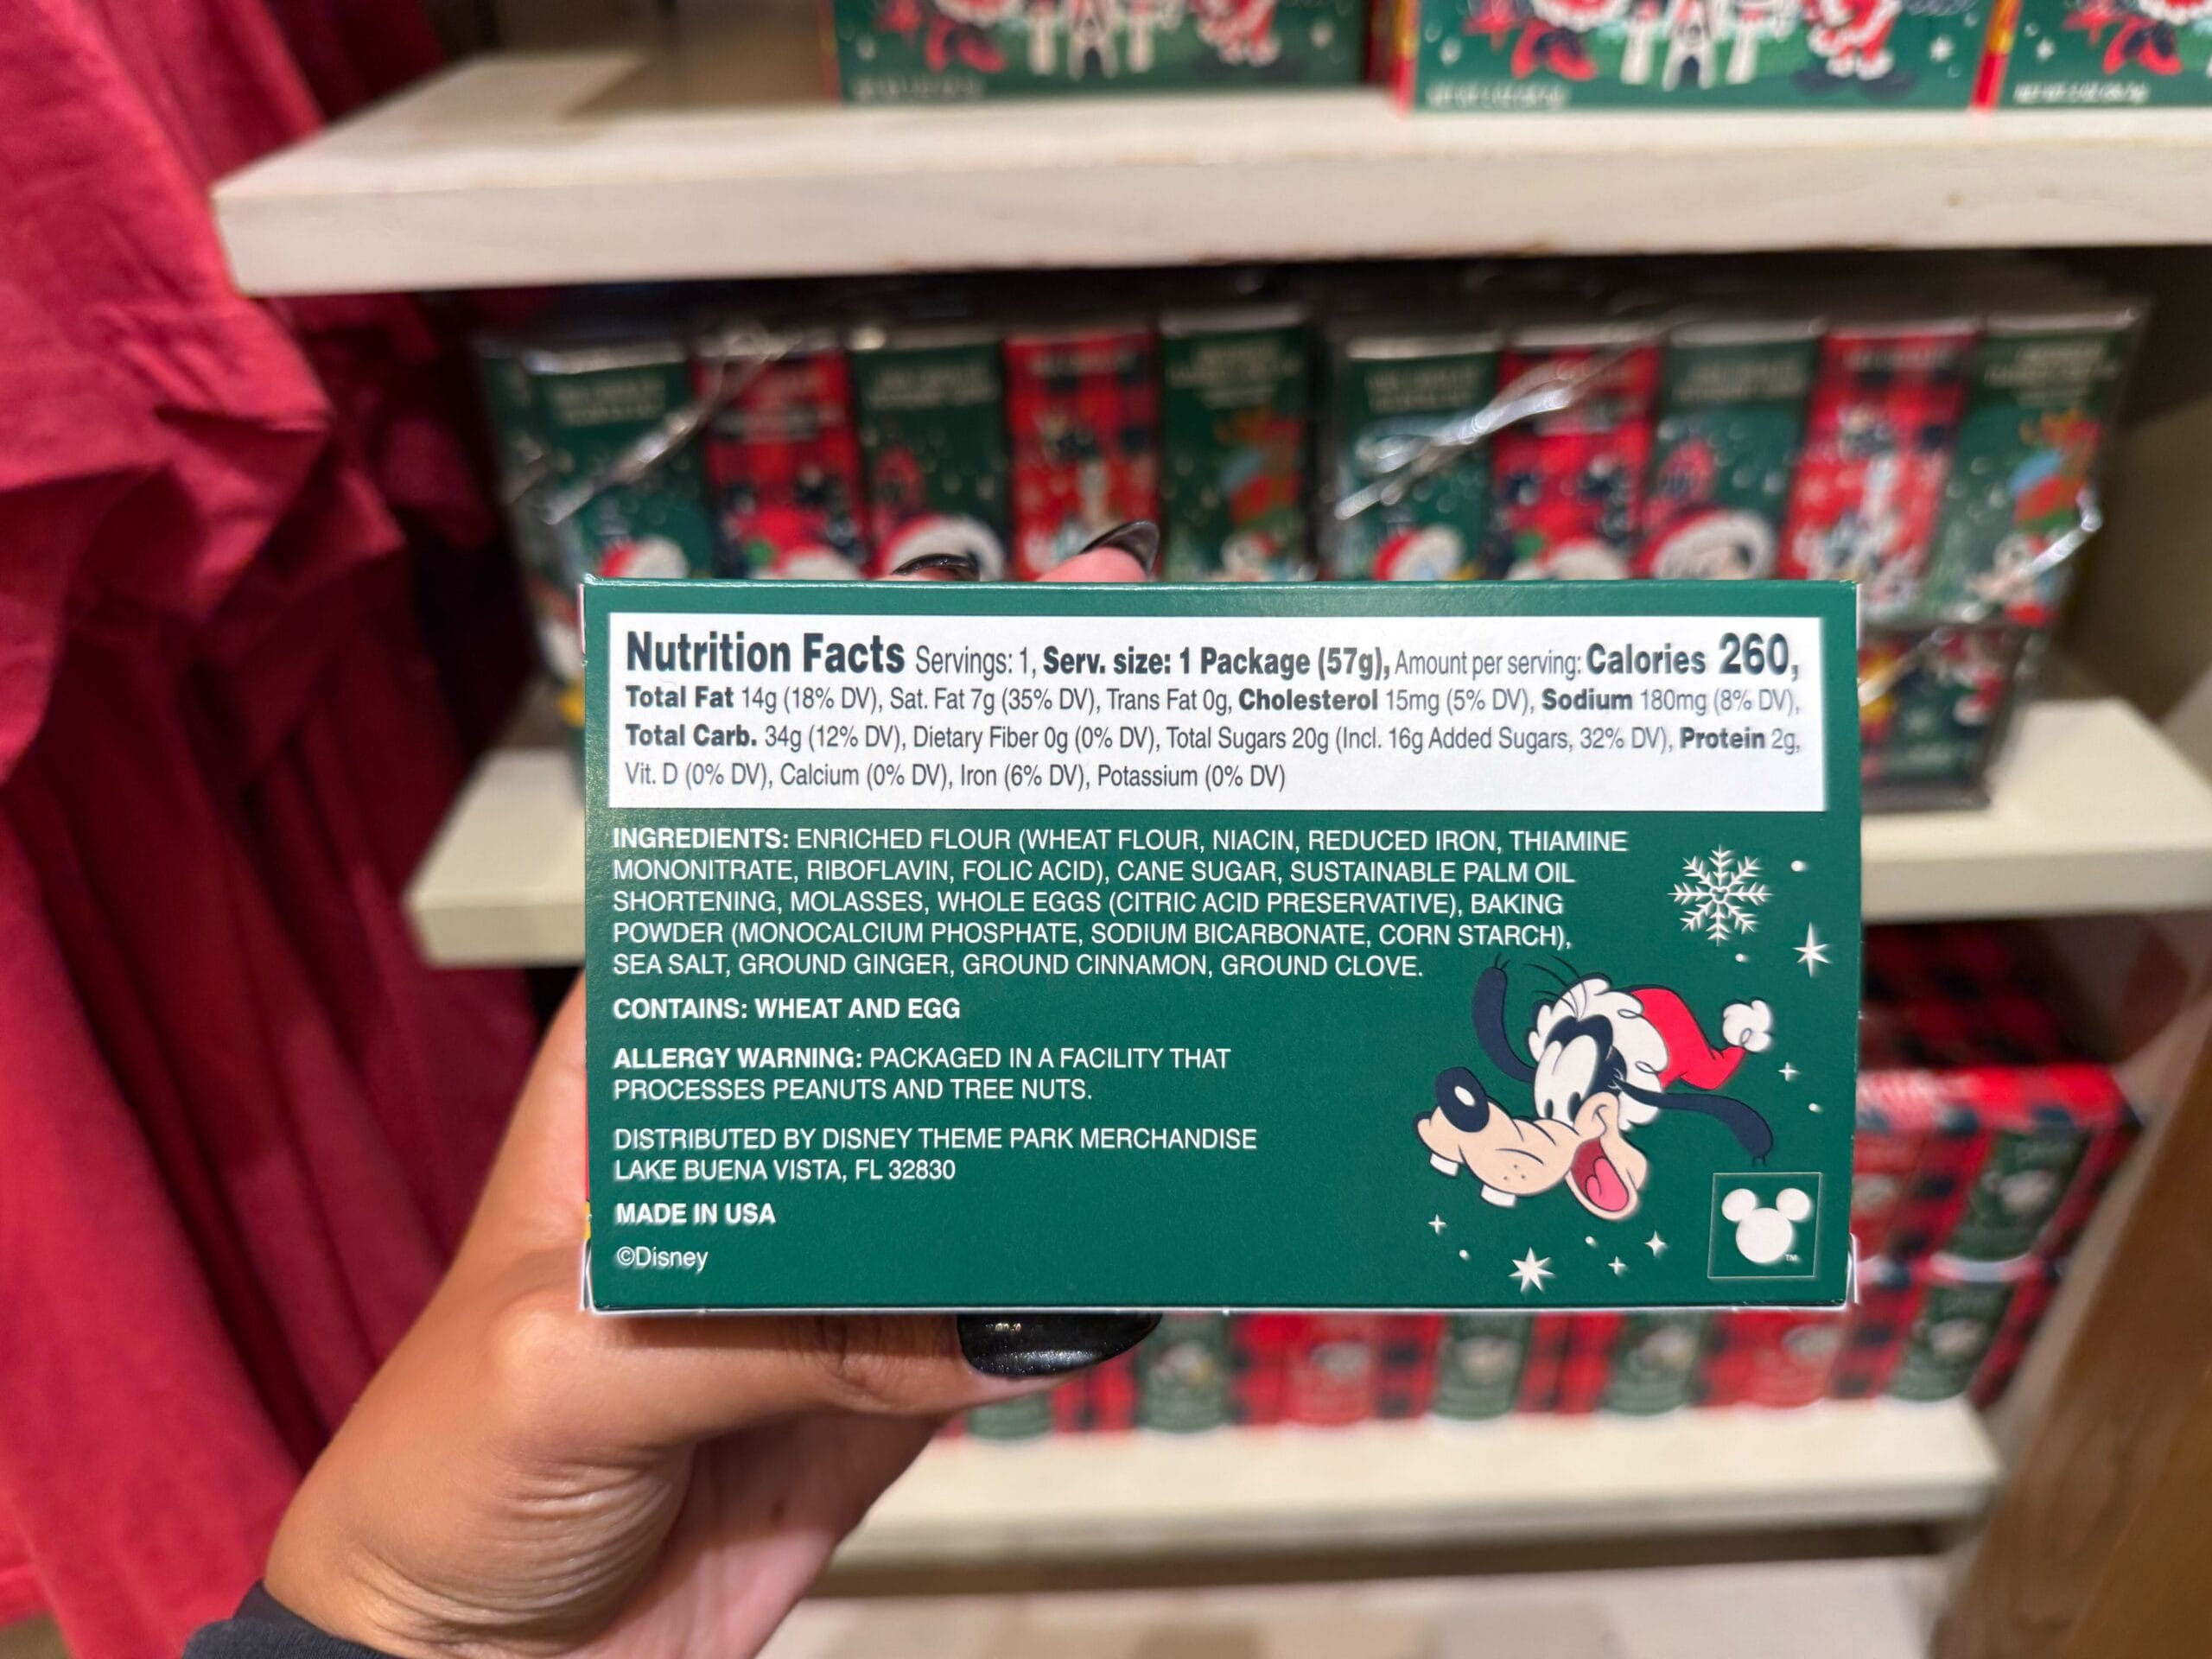 Nutrition Facts Servings: 1, Serv. size: 1 Package (57g), Amount per serving: Calories 260,
Total Fat 14g (18% DV), Sat. Fat 7g (35% DV), Trans Fat 0g, Cholesterol 15mg (5% DV), Sodium 180mg (8% DV),
Total Carb. 34g (12% DV), Dietary Fiber 0g (0% DV), Total Sugars 20g (Incl. 16g Added Sugars, 32% DV), Protein 2g,
Vit. D (0% DV), Calcium (0% DV), Iron (6% DV), Potassium (0% DV)
INGREDIENTS: ENRICHED FLOUR (WHEAT FLOUR, NIACIN, REDUCED IRON, THIAMINE
MONONITRATE, RIBOFLAVIN, FOLIC ACID), CANE SUGAR, SUSTAINABLE PALM OIL
SHORTENING, MOLASSES, WHOLE EGGS (CITRIC ACID PRESERVATIVE), BAKING
POWDER (MONOCALCIUM PHOSPHATE, SODIUM BICARBONATE, CORN STARCH),
SEA SALT, GROUND GINGER, GROUND CINNAMON, GROUND CLOVE.
CONTAINS: WHEAT AND EGG
ALLERGY WARNING: PACKAGED IN A FACILITY THAT
PROCESSES PEANUTS AND TREE NUTS.
DISTRIBUTED BY DISNEY THEME PARK MERCHANDISE
LAKE BUENA VISTA, FL 32830
MADE IN USA
©Disney
TM